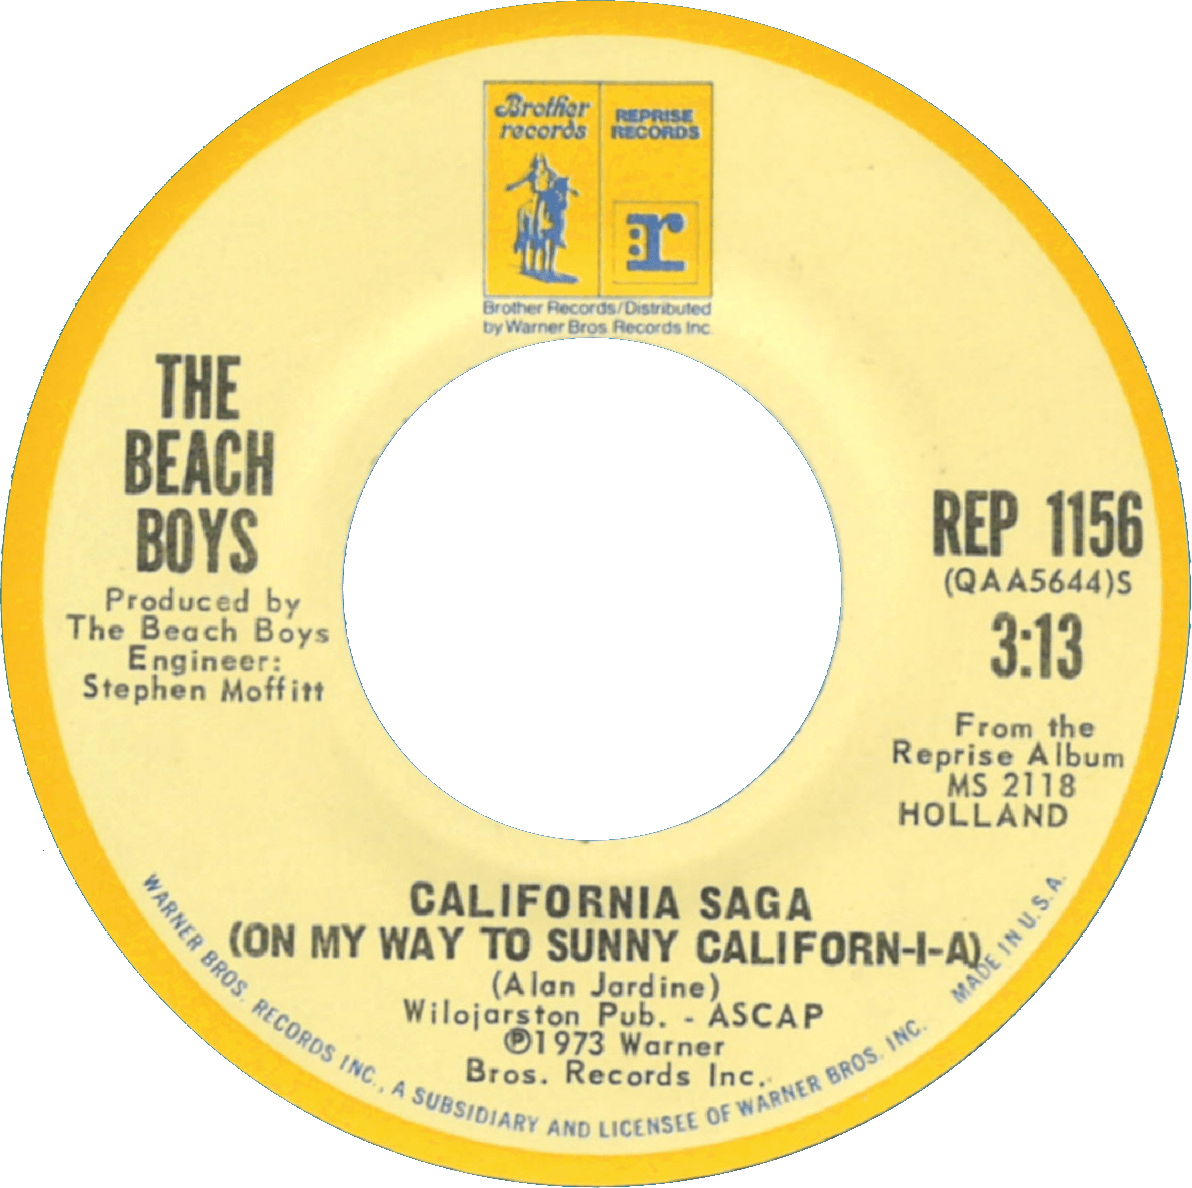 Brother
records
REPRISE
RECORDS
r
Brother Records/Distributed
by Warner Bros. Records Inc.
THE
BEACH
BOYS
Produced by
The Beach Boys
Engineer:
Stephen Moffitt
REP 1156
(QAA5644)S
3:13
From the
Reprise Album
MS 2118
HOLLAND
CALIFORNIA SAGA
(ON MY WAY TO SUNNY CALIFORN-I-A)
(Alan Jardine)
Wilojarston Pub. - ASCAP
℗1973 Warner
Bros. Records Inc.
WARNER BROS. RECORDS INC., A SUBSIDIARY AND LICENSEE OF WARNER BROS. INC. MADE IN U.S.A.